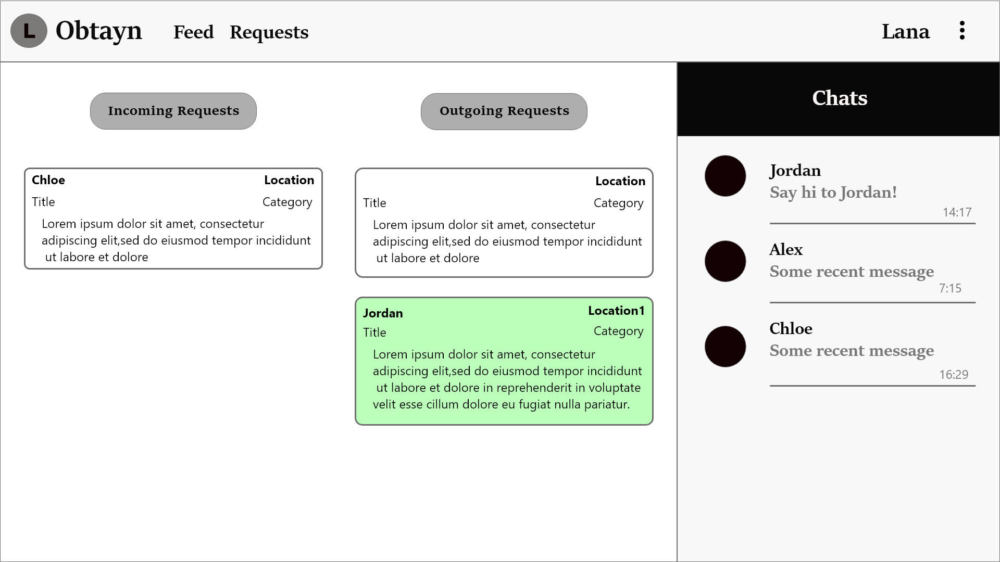 L Obtayn Feed Requests Lana
Incoming Requests
Chloe Location
Title Category
Lorem ipsum dolor sit amet, consectetur
adipiscing elit,sed do eiusmod tempor incididunt
ut labore et dolore
Outgoing Requests
Location
Title Category
Lorem ipsum dolor sit amet, consectetur
adipiscing elit,sed do eiusmod tempor incididunt
ut labore et dolore
Jordan Location1
Title Category
Lorem ipsum dolor sit amet, consectetur
adipiscing elit,sed do eiusmod tempor incididunt
ut labore et dolore in reprehenderit in voluptate
velit esse cillum dolore eu fugiat nulla pariatur.
Chats
Jordan
Say hi to Jordan!
14:17
Alex
Some recent message
7:15
Chloe
Some recent message
16:29